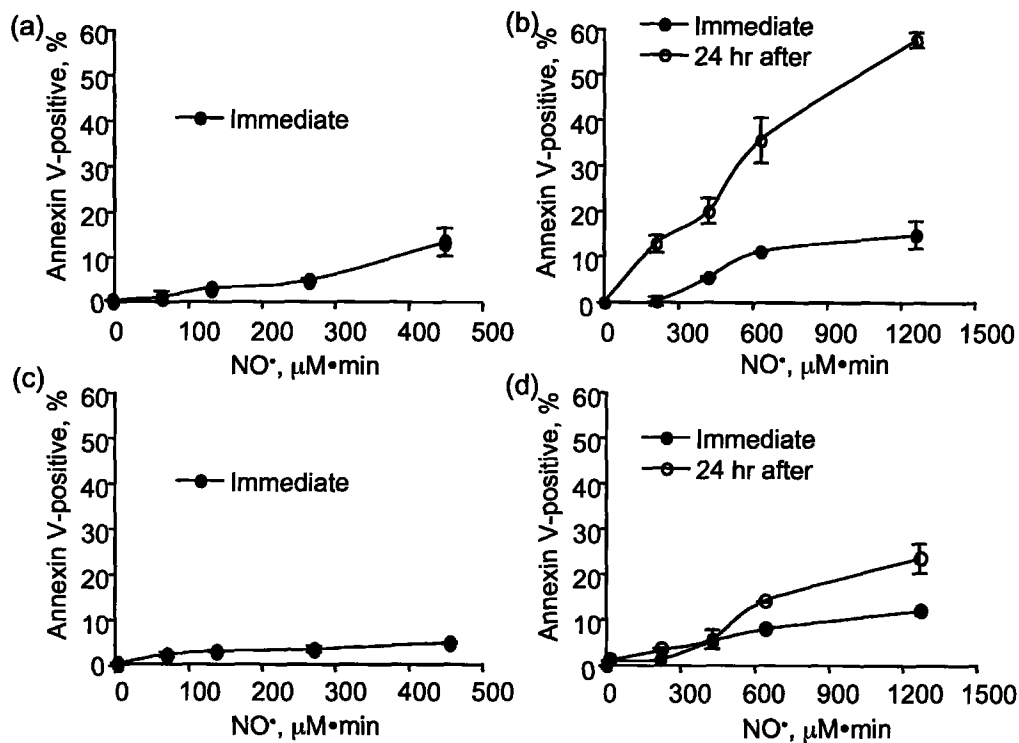 (a)
Annexin V-positive, %
60
50
40
30
20
10
0
Immediate
0 100 200 300 400 500
NO•, μM•min
(b)
Annexin V-positive, %
60
50
40
30
20
10
0
Immediate
24 hr after
0 300 600 900 1200 1500
NO•, μM•min
(c)
Annexin V-positive, %
60
50
40
30
20
10
0
Immediate
0 100 200 300 400 500
NO•, μM•min
(d)
Annexin V-positive, %
60
50
40
30
20
10
0
Immediate
24 hr after
0 300 600 900 1200 1500
NO•, μM•min